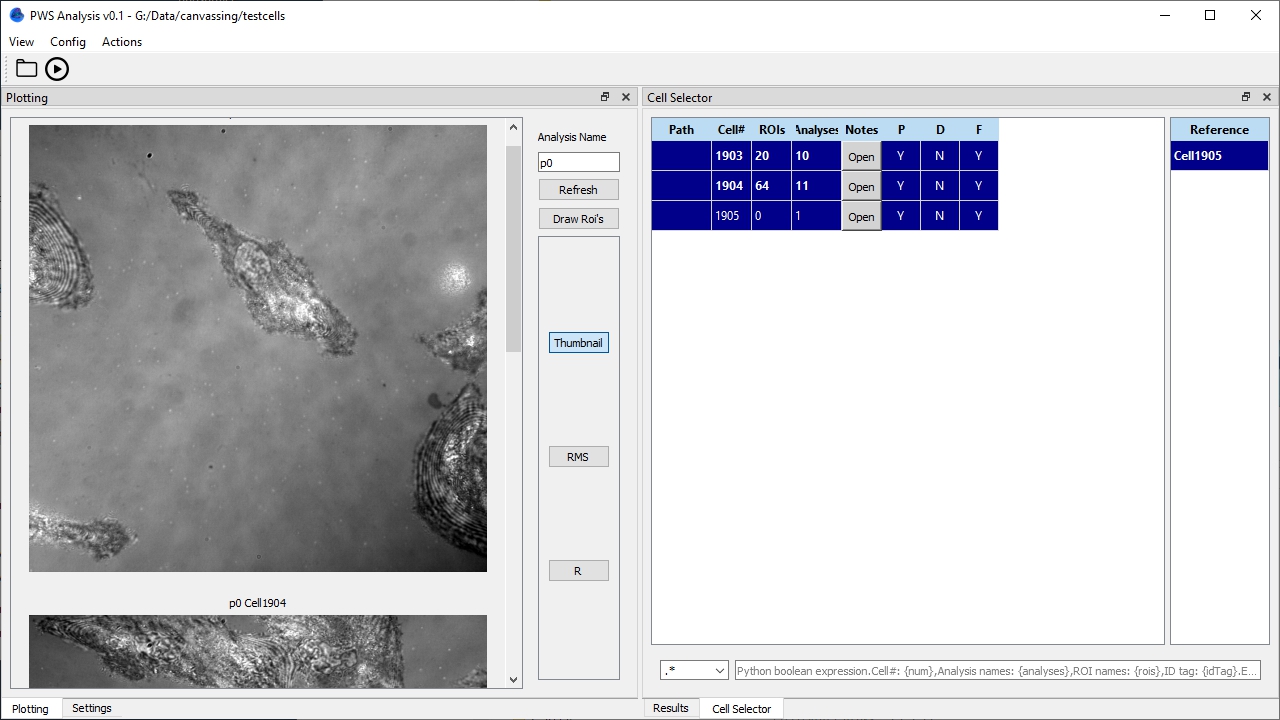 PWS Analysis v0.1 - G:/Data/canvassing/testcells
View Config Actions
Plotting
Analysis Name
p0
Refresh
Draw Roi's
Thumbnail
RMS
R
p0 Cell1904
Plotting Settings
Cell Selector
Path Cell# ROIs Analyses Notes P D F
1903 20 10 Open Y N Y
1904 64 11 Open Y N Y
1905 0 1 Open Y N Y
Reference
Cell1905
.* Python boolean expression.Cell#: {num},Analysis names: {analyses},ROI names: {rois},ID tag: {idTag}.E...
Results Cell Selector